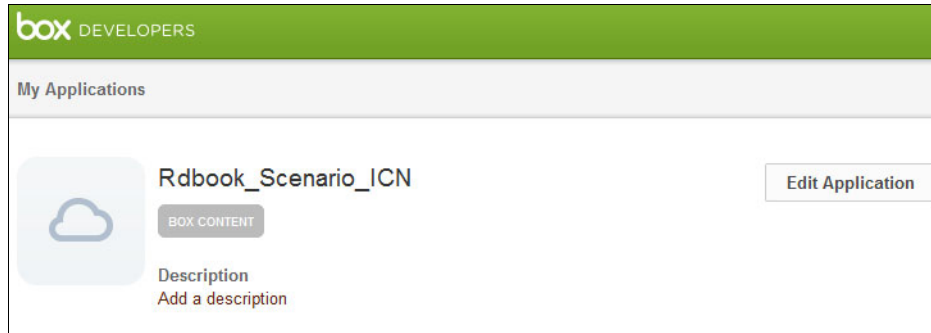 box DEVELOPERS
My Applications
Rdbook_Scenario_ICN
Edit Application
BOX CONTENT
Description
Add a description